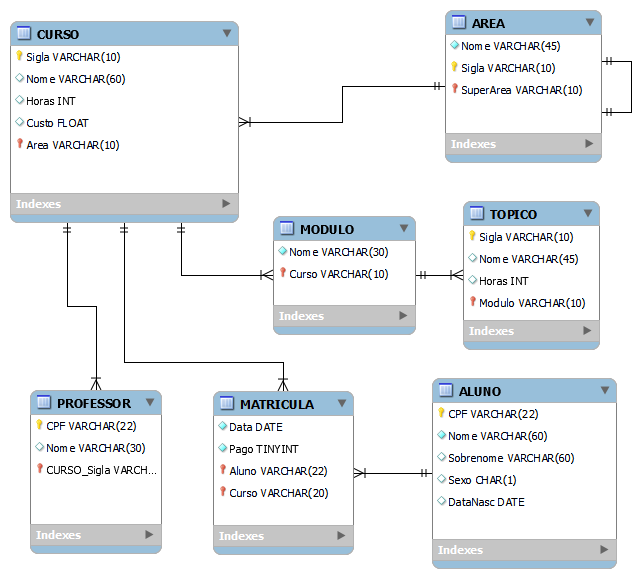 CURSO
Sigla VARCHAR(10)
Nome VARCHAR(60)
Horas INT
Custo FLOAT
Area VARCHAR(10)
Indexes
AREA
Nome VARCHAR(45)
Sigla VARCHAR(10)
SuperArea VARCHAR(10)
Indexes
MODULO
Nome VARCHAR(30)
Curso VARCHAR(10)
Indexes
TOPICO
Sigla VARCHAR(10)
Nome VARCHAR(45)
Horas INT
Modulo VARCHAR(10)
Indexes
PROFESSOR
CPF VARCHAR(22)
Nome VARCHAR(30)
CURSO_Sigla VARCH...
Indexes
MATRICULA
Data DATE
Pago TINYINT
Aluno VARCHAR(22)
Curso VARCHAR(20)
Indexes
ALUNO
CPF VARCHAR(22)
Nome VARCHAR(60)
Sobrenome VARCHAR(60)
Sexo CHAR(1)
DataNasc DATE
Indexes